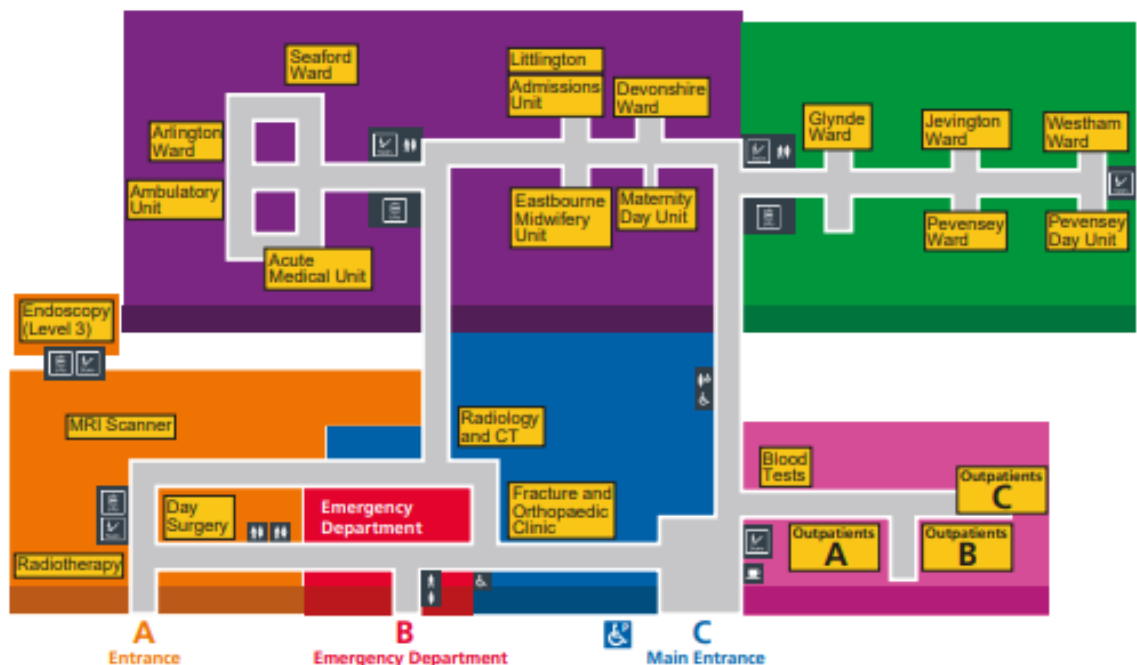 Seaford
Ward
Littlington
Admissions
Unit
Devonshire
Ward
Glynde
Ward
Jevington
Ward
Westham
Ward
Arlington
Ward
Ambulatory
Unit
Eastbourne
Midwifery
Unit
Maternity
Day Unit
Pevensey
Ward
Pevensey
Day Unit
Acute
Medical Unit
Endoscopy
(Level 3)
MRI Scanner
Radiology
and CT
Blood
Tests
Outpatients
C
Day
Surgery
Emergency
Department
Fracture and
Orthopaedic
Clinic
Outpatients
A
Outpatients
B
Radiotherapy
A
Entrance
B
Emergency Department
P
C
Main Entrance